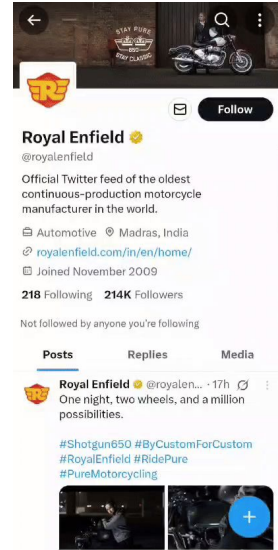 STAY PURE
650
STAY CLASSIC
R
Follow
Royal Enfield
@royalenfield
Official Twitter feed of the oldest
continuous-production motorcycle
manufacturer in the world.
Automotive Madras, India
royalenfield.com/in/en/home/
Joined November 2009
218 Following 214K Followers
Not followed by anyone you're following
Posts Replies Media
Royal Enfield @royalen... · 17h
One night, two wheels, and a million
possibilities.
#Shotgun650 #ByCustomForCustom
#RoyalEnfield #RidePure
#PureMotorcycling